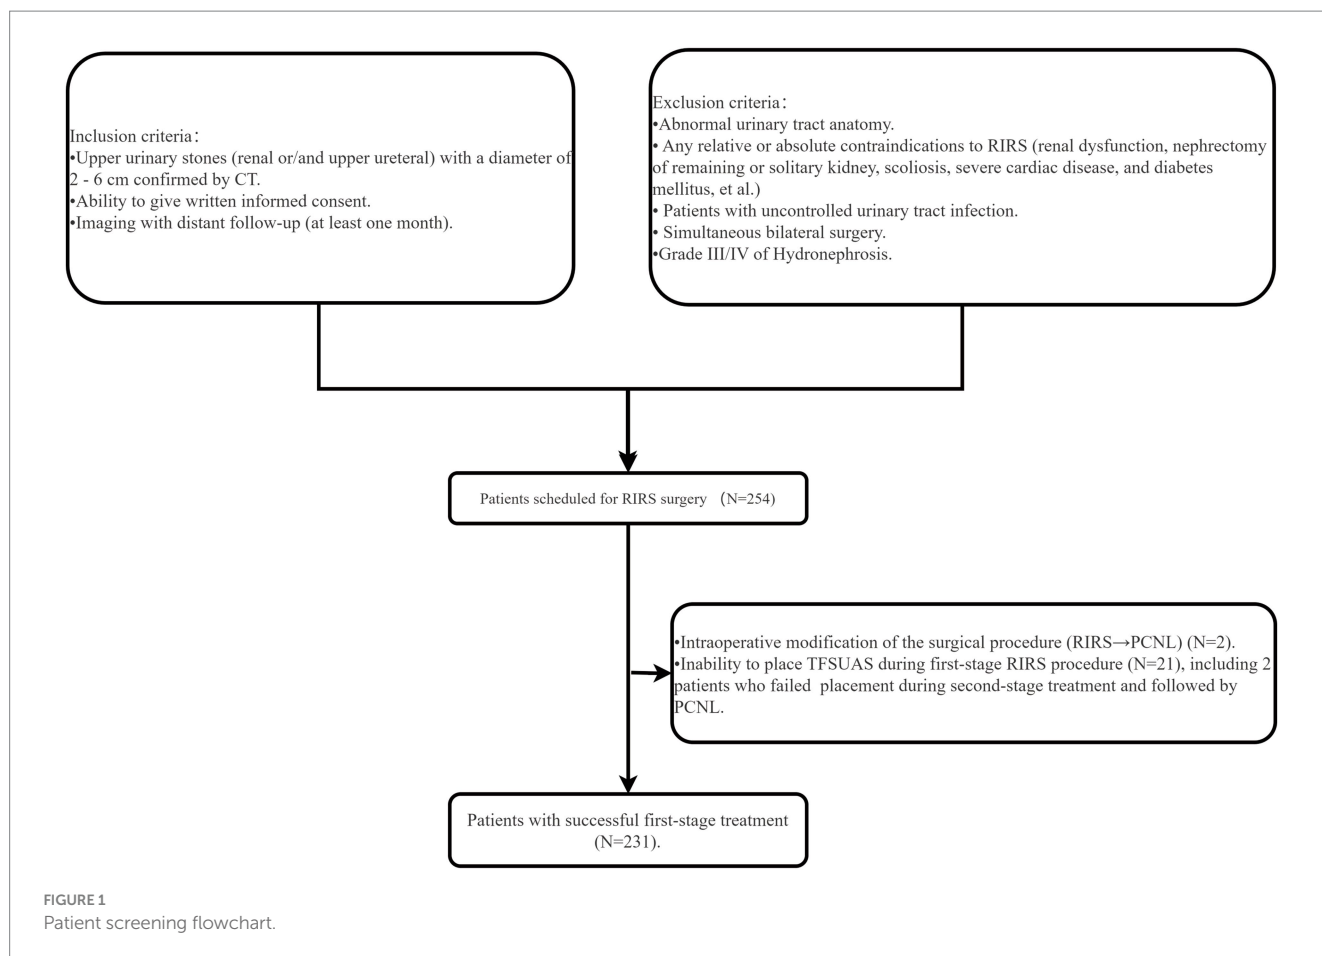 Inclusion criteria：
•Upper urinary stones (renal or/and upper ureteral) with a diameter of
2 - 6 cm confirmed by CT.
•Ability to give written informed consent.
•Imaging with distant follow-up (at least one month).
Exclusion criteria：
•Abnormal urinary tract anatomy.
• Any relative or absolute contraindications to RIRS (renal dysfunction, nephrectomy
of remaining or solitary kidney, scoliosis, severe cardiac disease, and diabetes
mellitus, et al.)
• Patients with uncontrolled urinary tract infection.
• Simultaneous bilateral surgery.
•Grade III/IV of Hydronephrosis.
Patients scheduled for RIRS surgery （N=254)
•Intraoperative modification of the surgical procedure (RIRS→PCNL) (N=2).
•Inability to place TFSUAS during first-stage RIRS procedure (N=21), including 2
patients who failed placement during second-stage treatment and followed by
PCNL.
Patients with successful first-stage treatment
(N=231).
FIGURE 1
Patient screening flowchart.